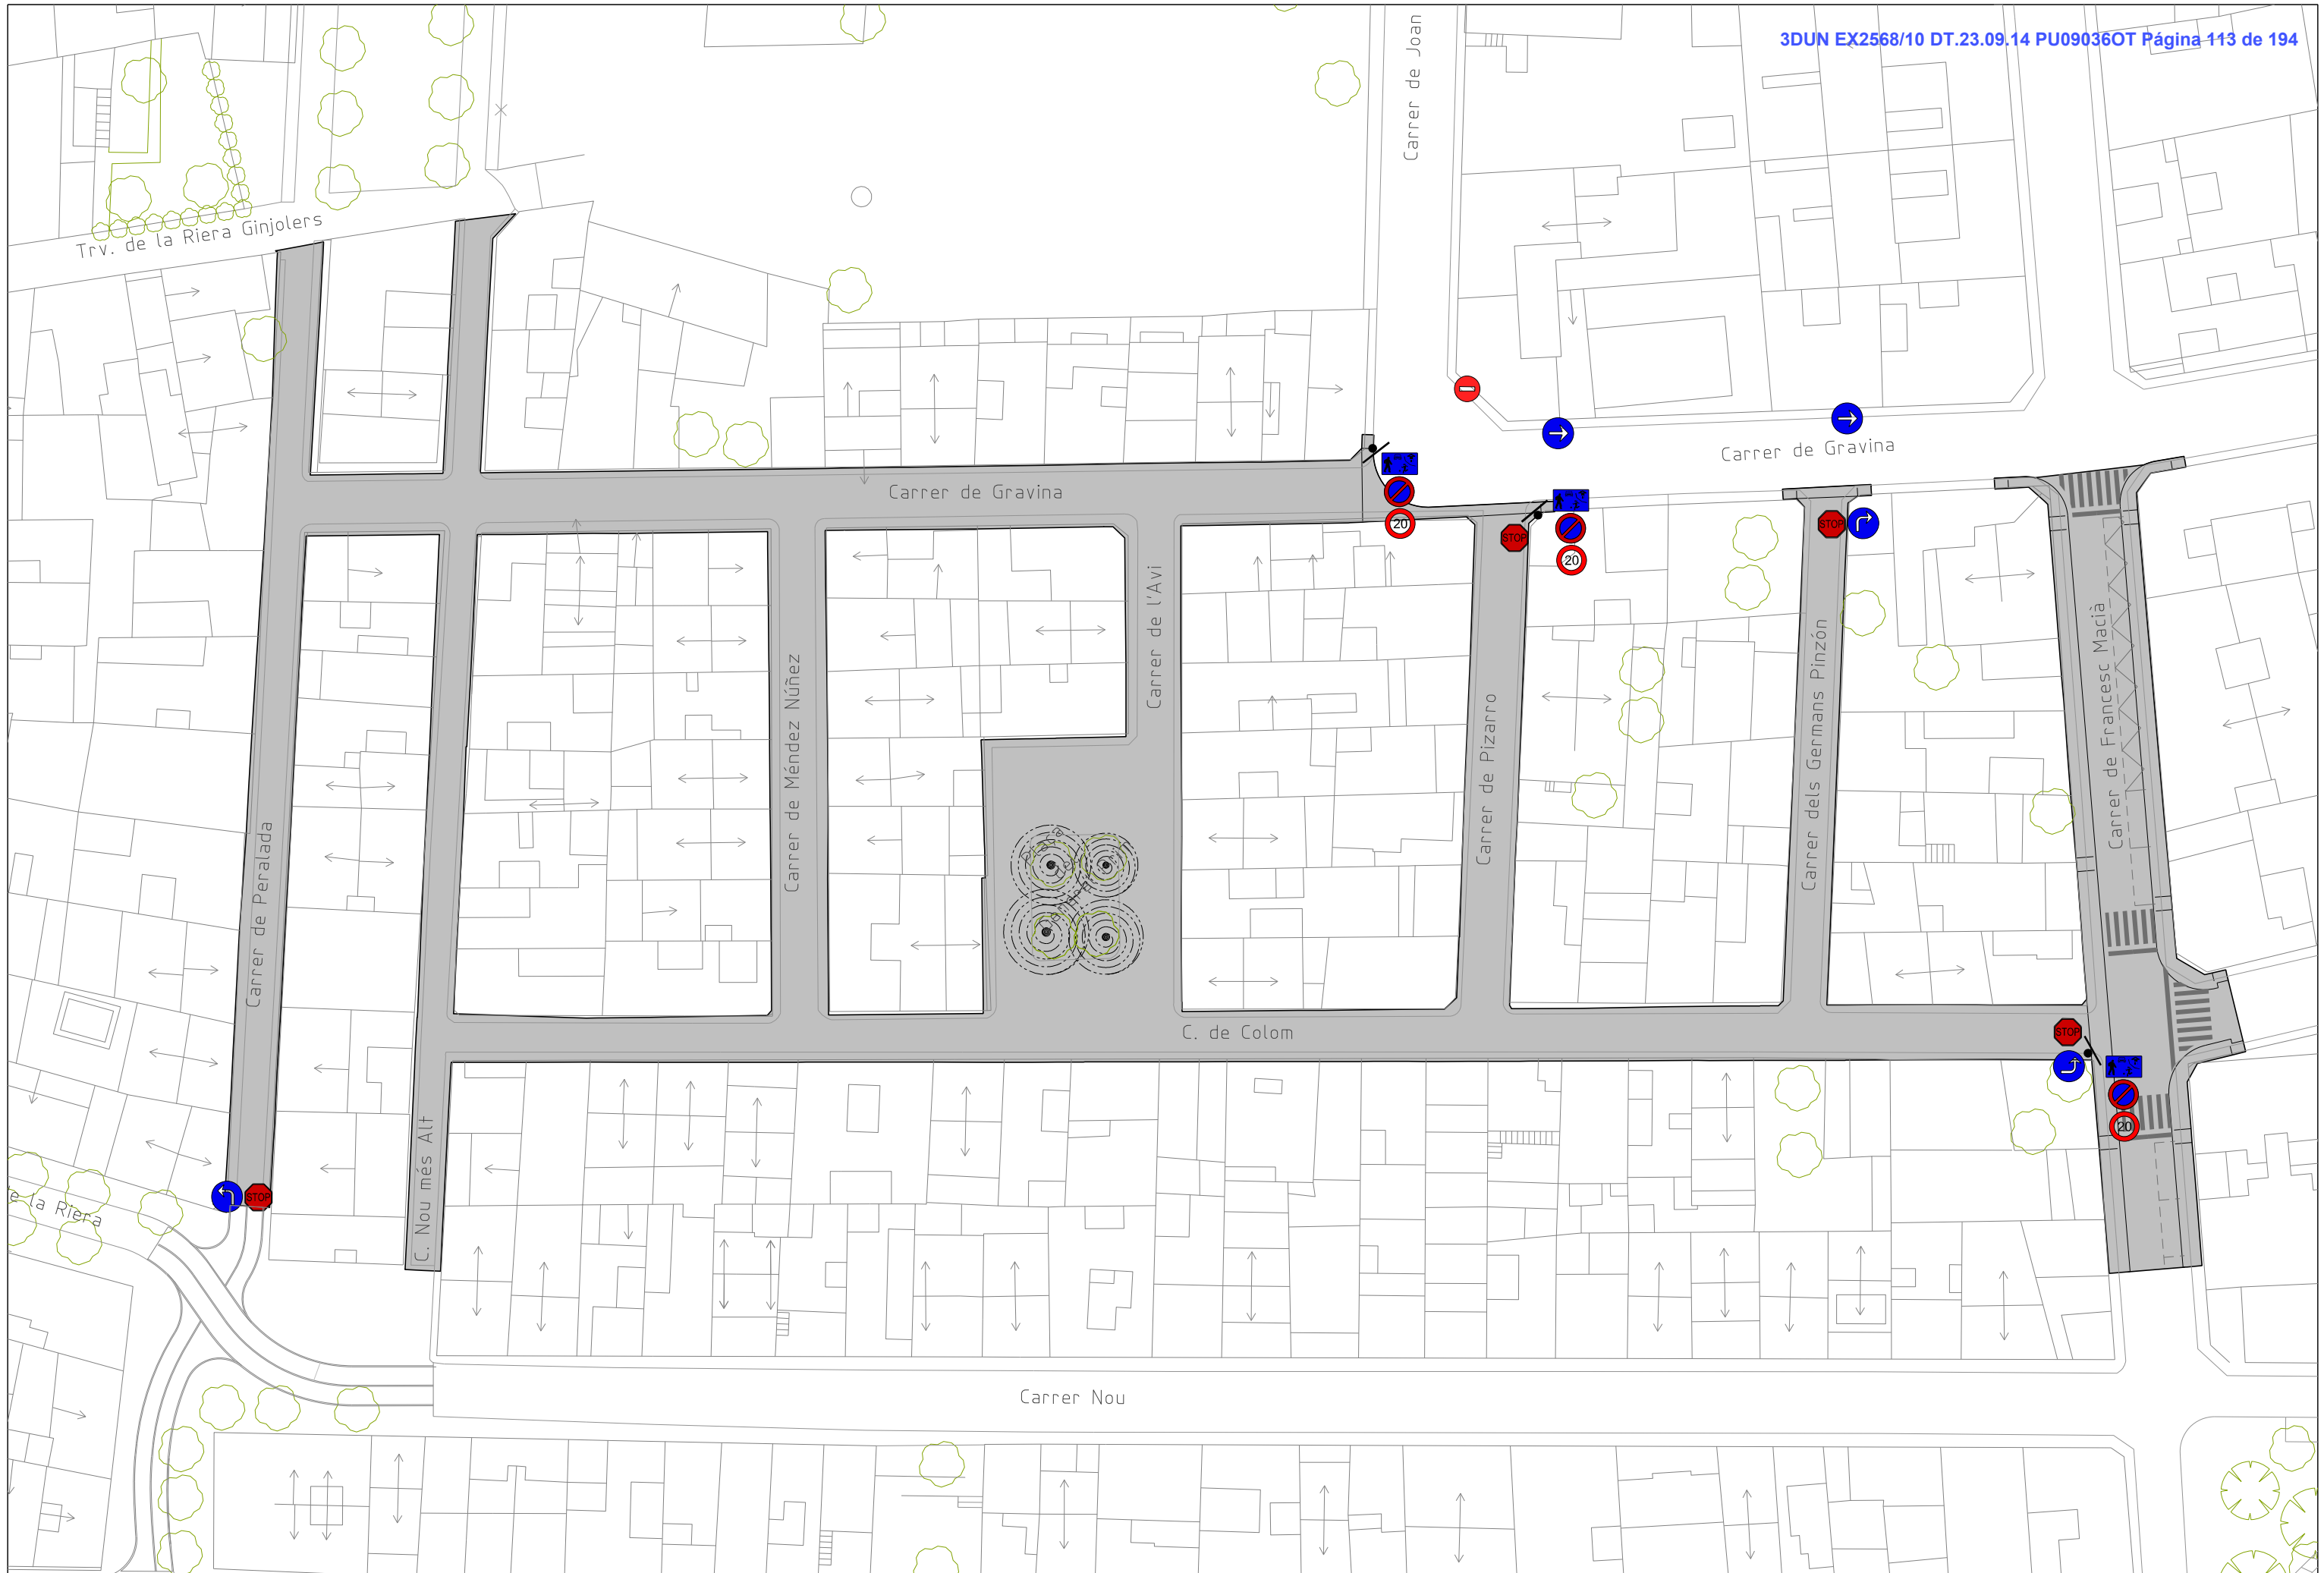 3DUN EX2568/10 DT.23.09.14 PU09036OT Página 113 de 194
Carrer de Joan
Trv. de la Riera Ginjolers
Carrer de Gravina
Carrer de Gravina
20
STOP
20
STOP
Carrer de Peralada
Carrer de Méndez Núñez
Carrer de l'Avi
Carrer de Pizarro
Carrer dels Germans Pinzón
Carrer de Francesc Macià
C. de Colom
STOP
20
C. Nou més Alt
STOP
e la Riera
Carrer Nou